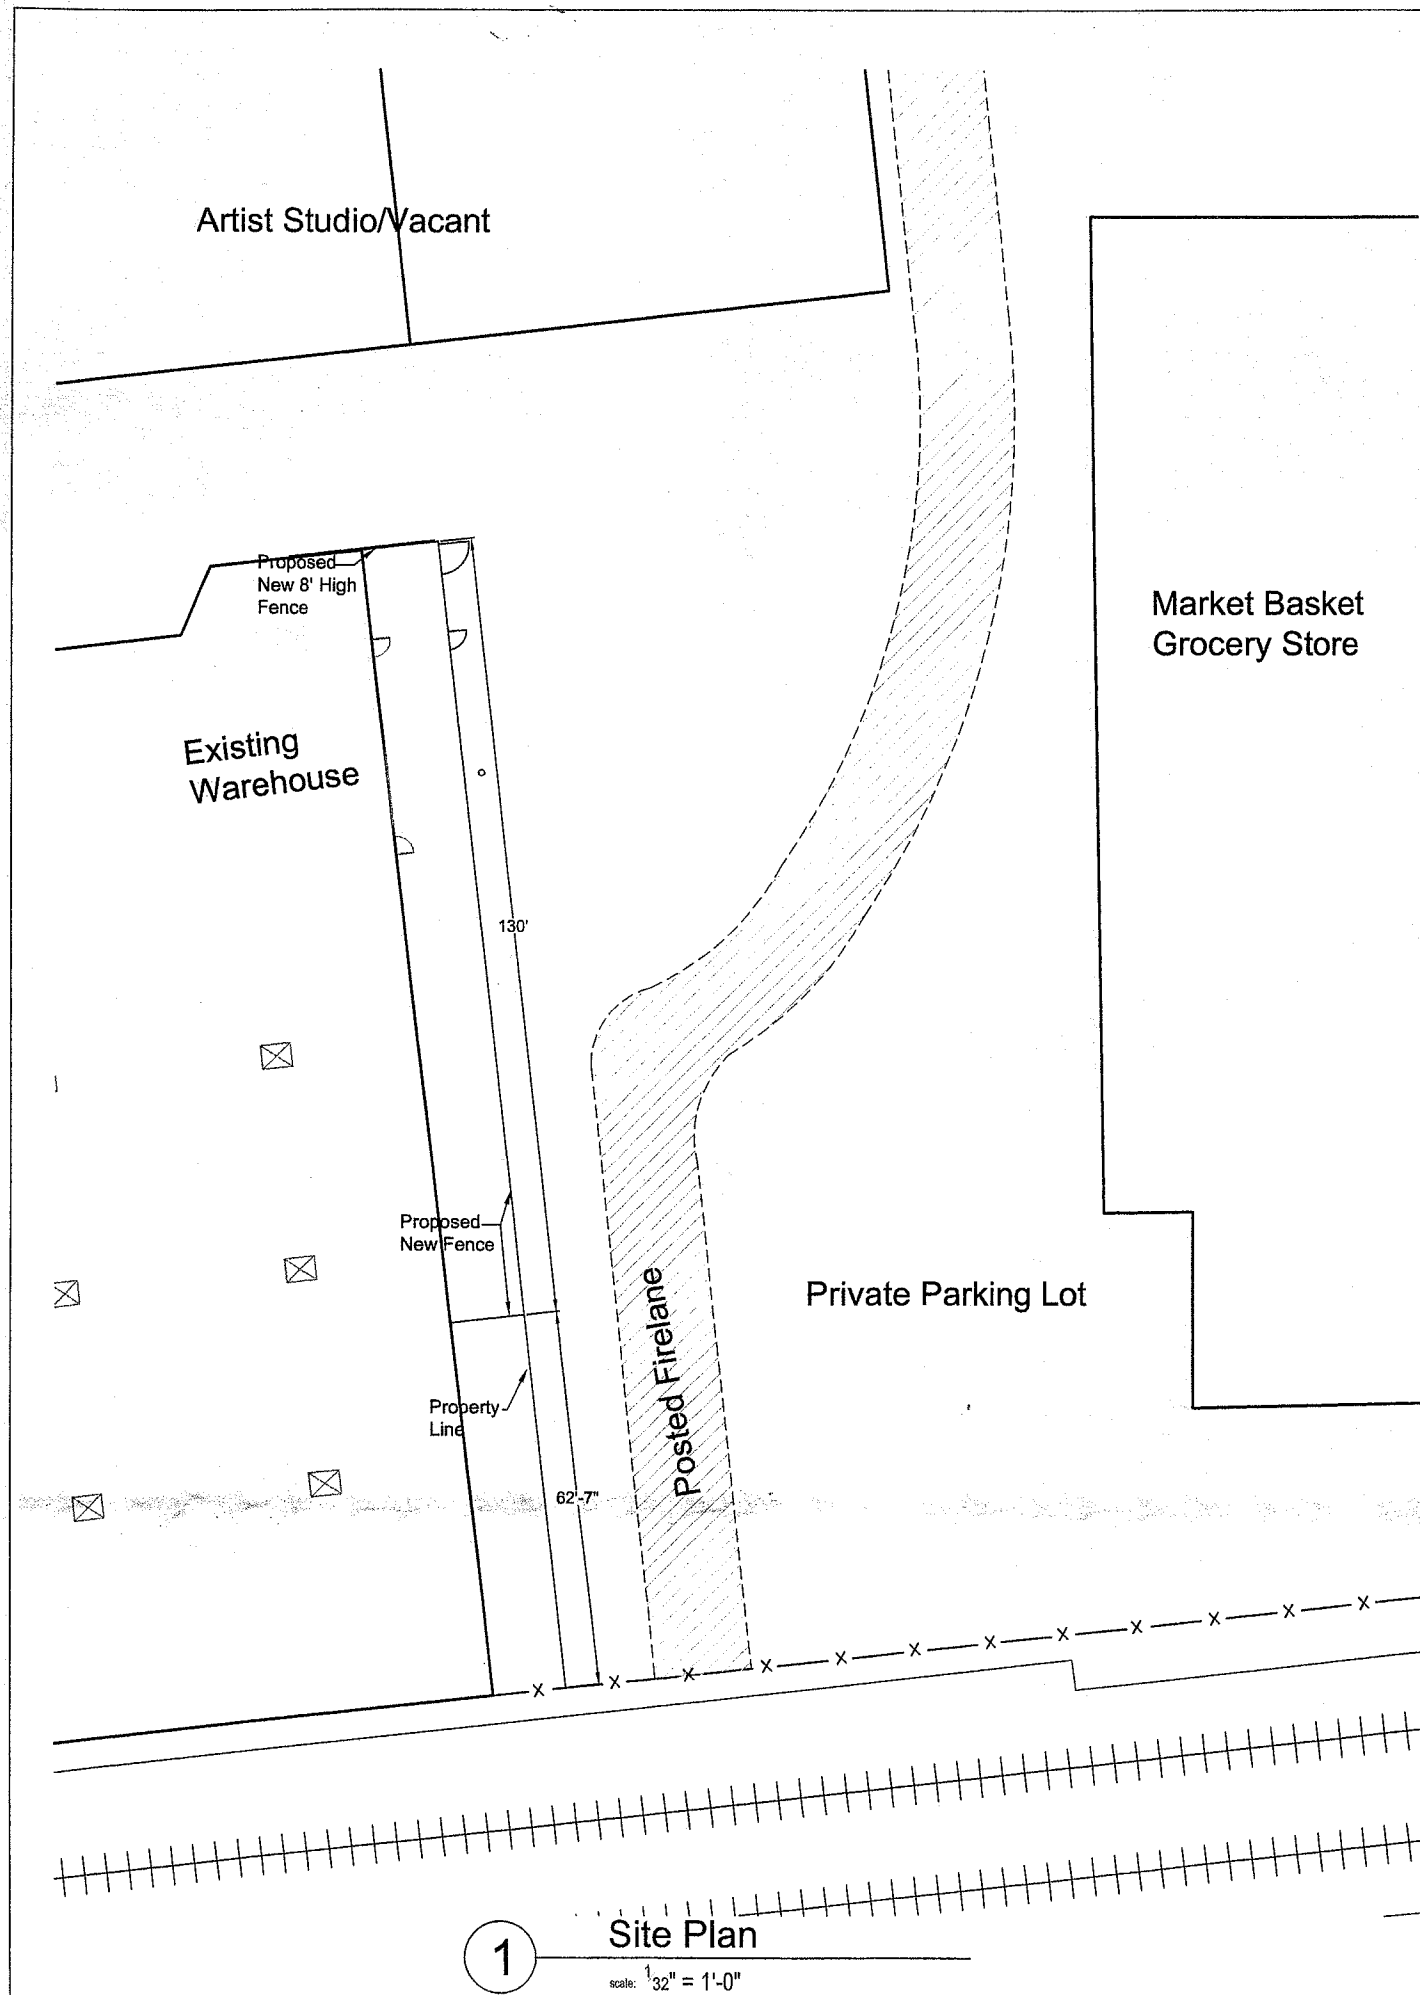 Artist Studio/Vacant
Proposed
New 8' High
Fence
Market Basket
Grocery Store
Existing
Warehouse
130'
Proposed
New Fence
Private Parking Lot
Posted Firelane
Property
Line
62'-7"
1
Site Plan
scale: 1/32" = 1'-0"